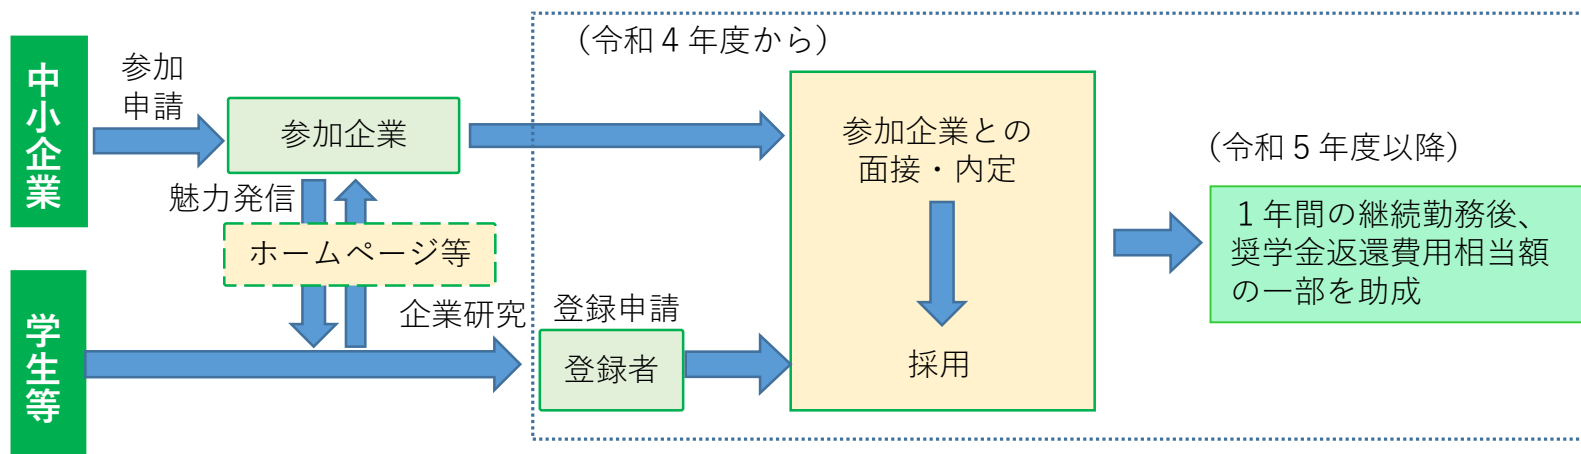 中小企業
参加
申請
参加企業
魅力発信
ホームページ等
学生等
企業研究
（令和４年度から）
登録申請
登録者
参加企業との
面接・内定
採用
（令和５年度以降）
１年間の継続勤務後、
奨学金返還費用相当額
の一部を助成